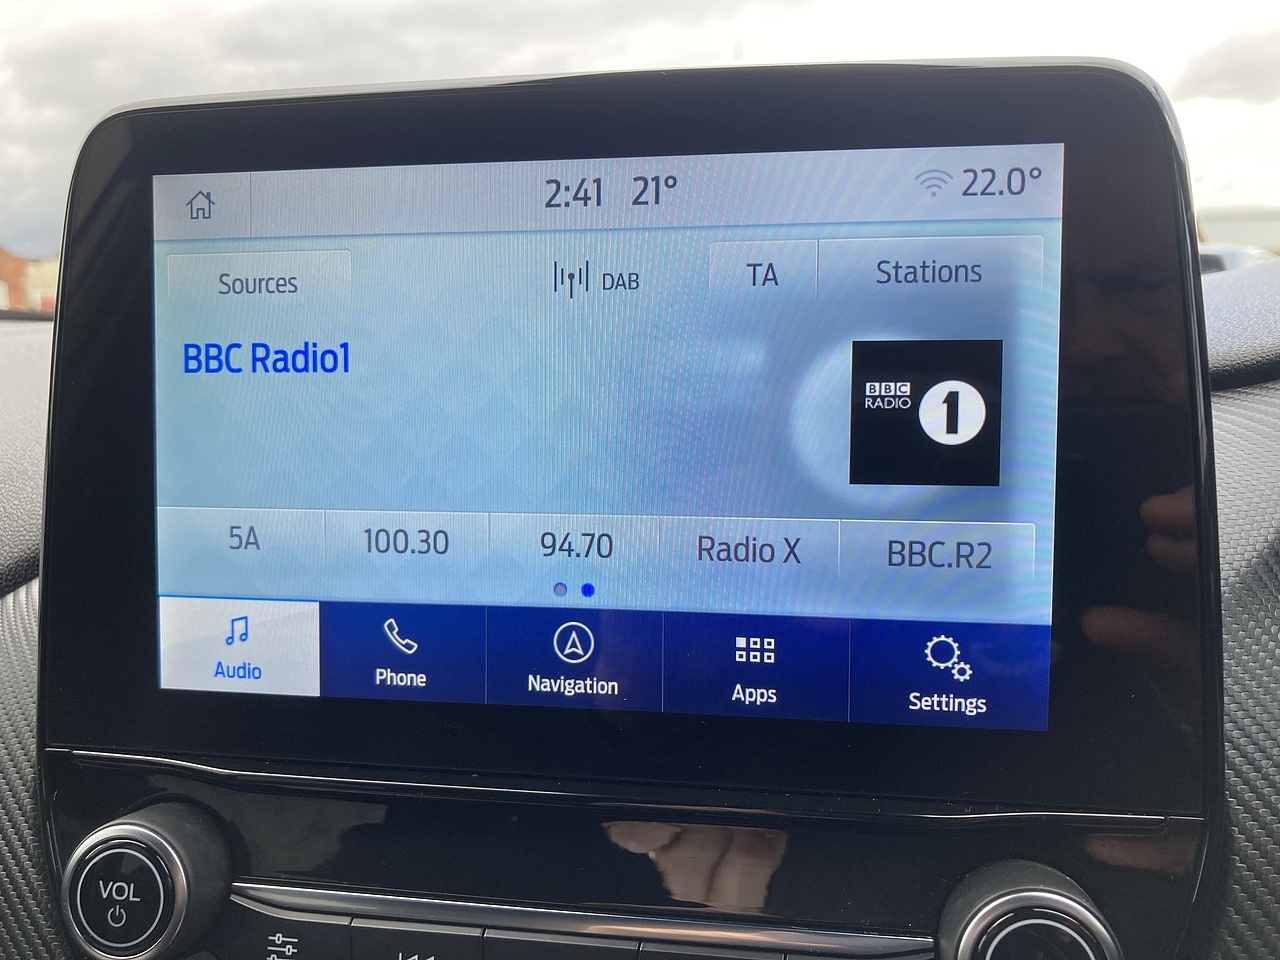 2:41 21° 22.0°
Sources DAB TA Stations
BBC Radio1
BBC
RADIO 1
5A 100.30 94.70 Radio X BBC.R2
Audio Phone Navigation Apps Settings
VOL